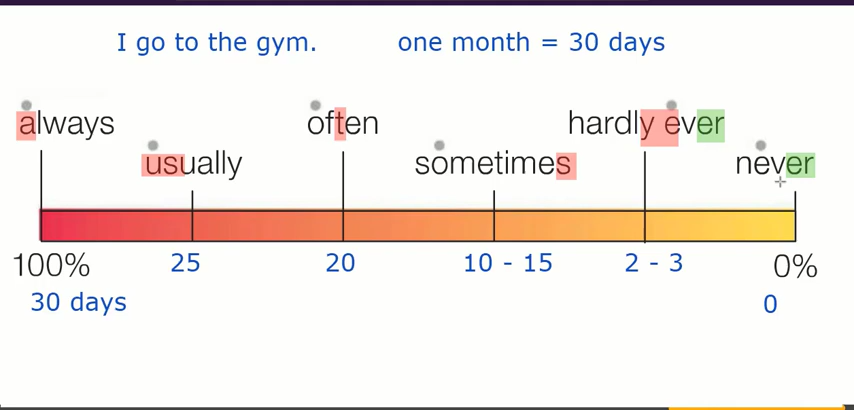 I go to the gym. one month = 30 days
always often hardly ever
usually sometimes never
100% 25 20 10 - 15 2 - 3 0%
30 days 0